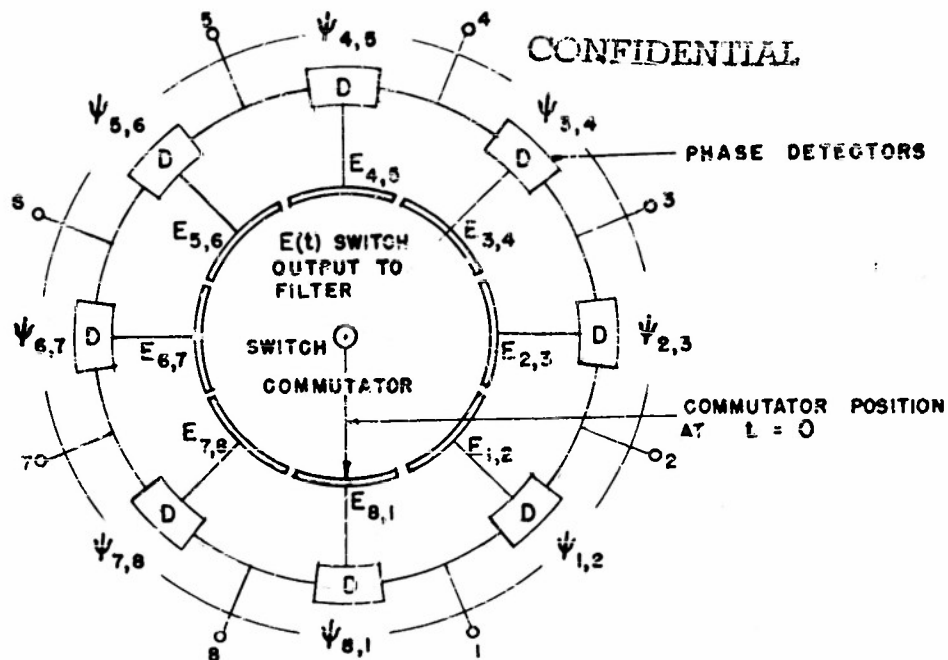 5
Ψ4,5
4
CONFIDENTIAL
D
Ψ5,6
Ψ3,4
D
D
PHASE DETECTORS
E4,5
6
3
E5,6
E(t) SWITCH
OUTPUT TO
FILTER
E3,4
Ψ6,7
D
E6,7
SWITCH
E2,3
D
Ψ2,3
COMMUTATOR
COMMUTATOR POSITION
AT t = 0
E7,8
E1,2
7
2
D
E8,1
D
Ψ7,8
Ψ1,2
D
8
Ψ8,1
1